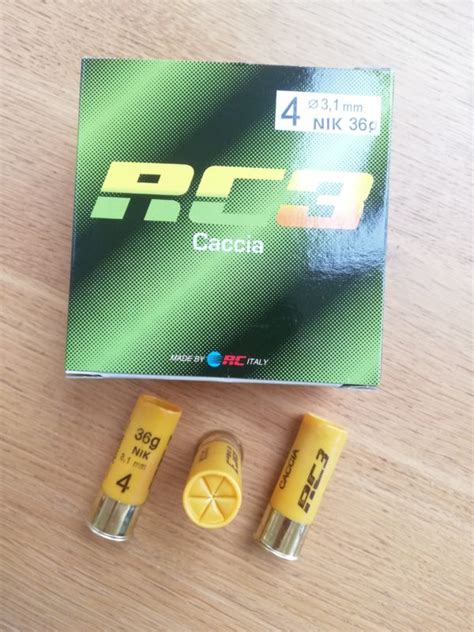 4 ø 3,1 mm
NIK 36g
RC3
Caccia
MADE BY RC ITALY
36g
NIK
3,1 mm
4
RC3
CACCIA
RC3